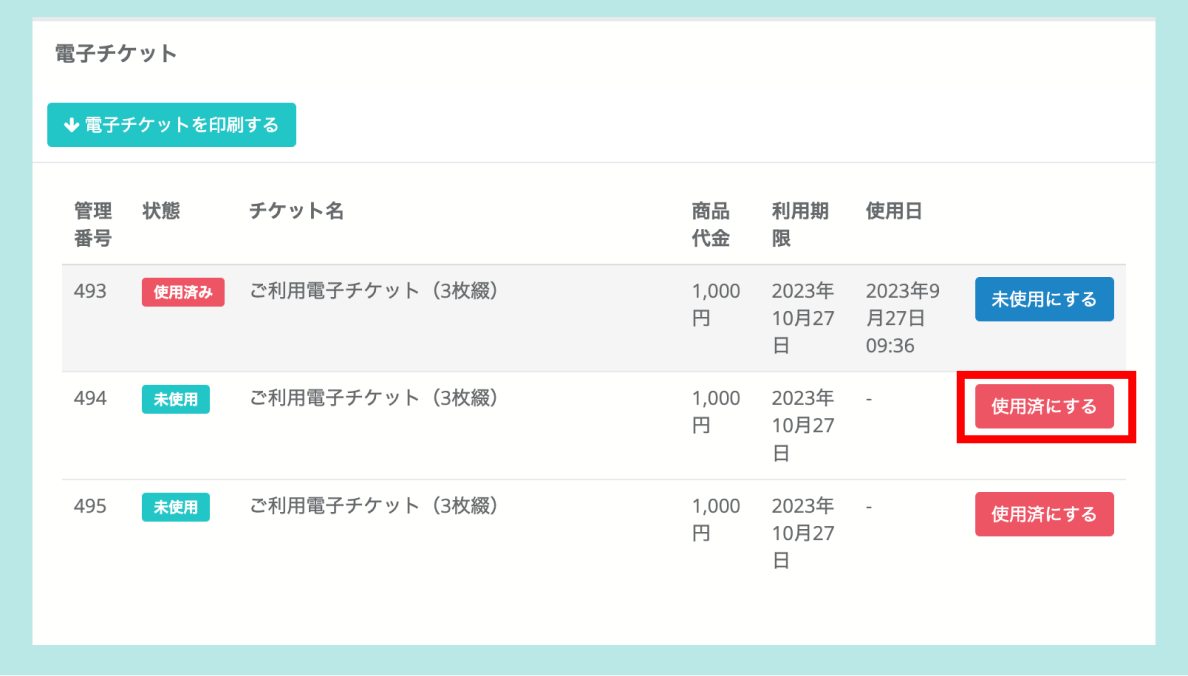 電子チケット
電子チケットを印刷する
管理番号 状態 チケット名 商品代金 利用期限 使用日
493 使用済み ご利用電子チケット（3枚綴） 1,000円 2023年10月27日 2023年9月27日 09:36 未使用にする
494 未使用 ご利用電子チケット（3枚綴） 1,000円 2023年10月27日 - 使用済にする
495 未使用 ご利用電子チケット（3枚綴） 1,000円 2023年10月27日 - 使用済にする